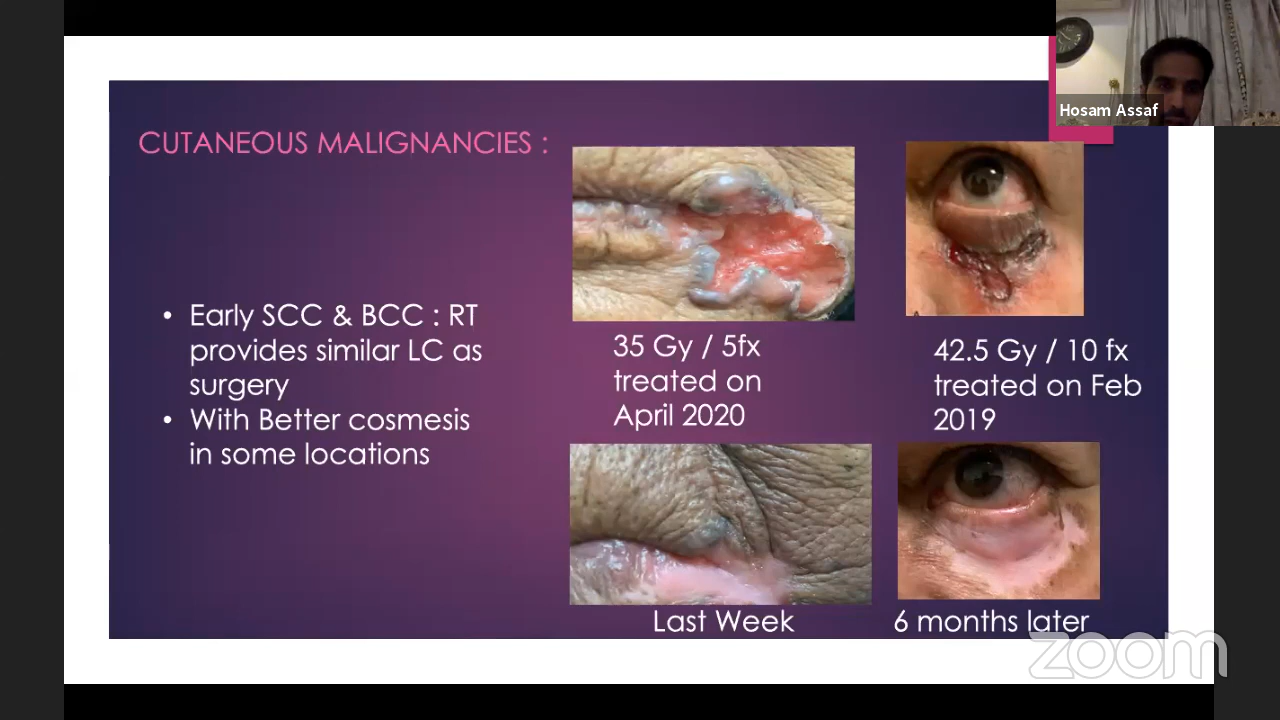 Hosam Assaf
CUTANEOUS MALIGNANCIES :
• Early SCC & BCC : RT
provides similar LC as
surgery
• With Better cosmesis
in some locations
35 Gy / 5fx
treated on
April 2020
42.5 Gy / 10 fx
treated on Feb
2019
Last Week
6 months later
zoom